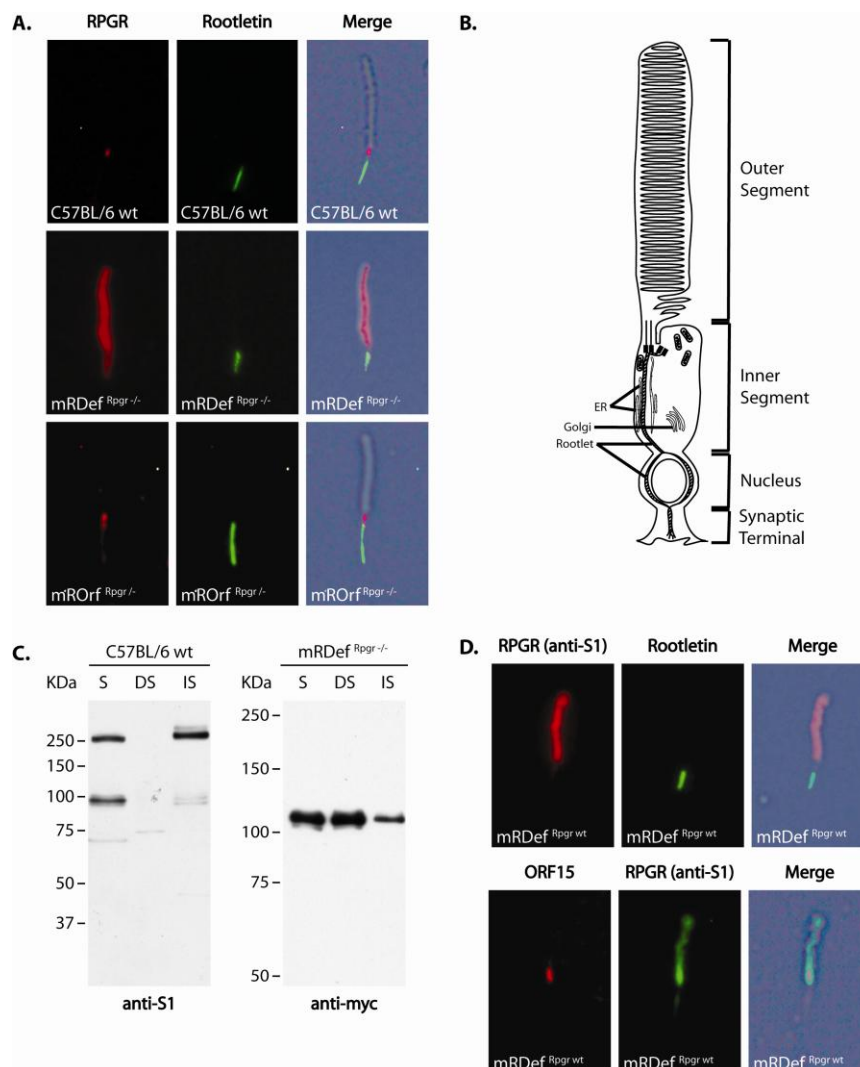 A.
RPGR Rootletin Merge
C57BL/6 wt C57BL/6 wt C57BL/6 wt
mRDef Rpgr -/- mRDef Rpgr -/- mRDef Rpgr -/-
mROrf Rpgr /- mROrf Rpgr -/- mROrf Rpgr -/-
B.
Outer
Segment
Inner
Segment
ER
Golgi
Rootlet
Nucleus
Synaptic
Terminal
C.
C57BL/6 wt mRDef Rpgr -/-
KDa S DS IS KDa S DS IS
250
150
100
75
50
37
anti-S1
250
150
100
75
50
anti-myc
D.
RPGR (anti-S1) Rootletin Merge
mRDef Rpgr wt mRDef Rpgr wt mRDef Rpgr wt
ORF15 RPGR (anti-S1) Merge
mRDef Rpgr wt mRDef Rpgr wt mRDef Rpgr wt